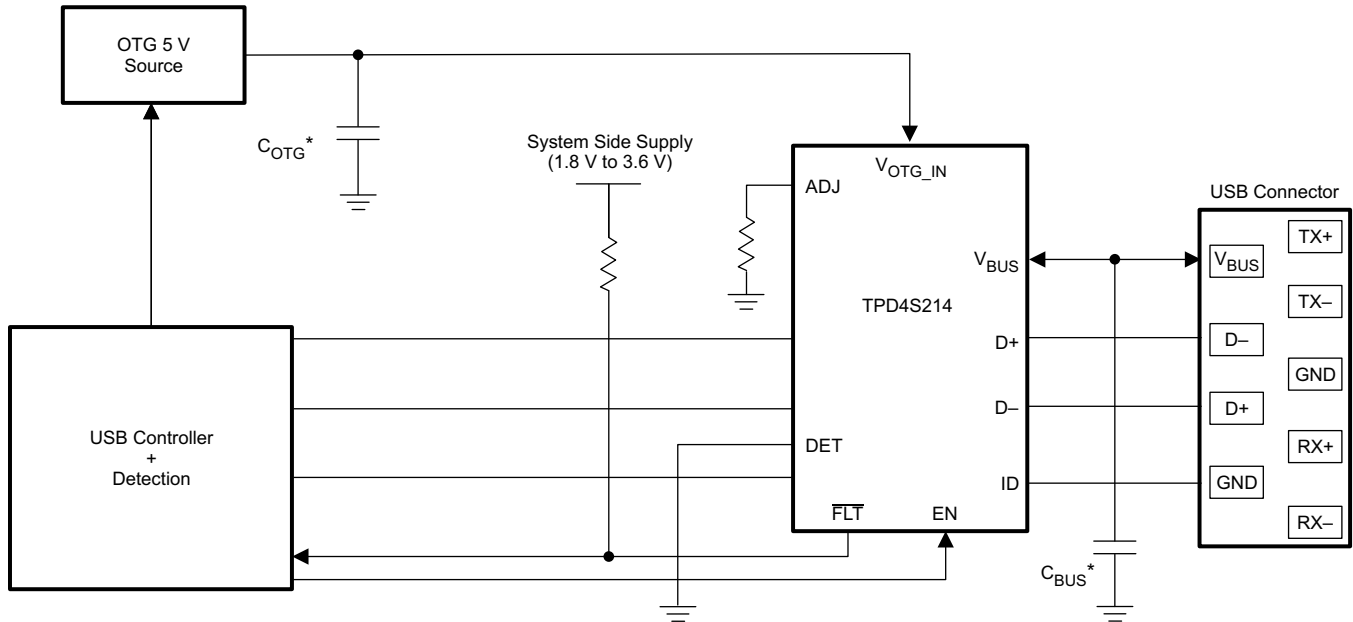 OTG 5 V
Source
C_OTG*
System Side Supply
(1.8 V to 3.6 V)
V_OTG_IN
ADJ
USB Connector
TX+
V_BUS
V_BUS
TX–
TPD4S214
D+
D–
GND
D–
D+
USB Controller
+
Detection
DET
RX+
ID
GND
FLT
EN
RX–
C_BUS*